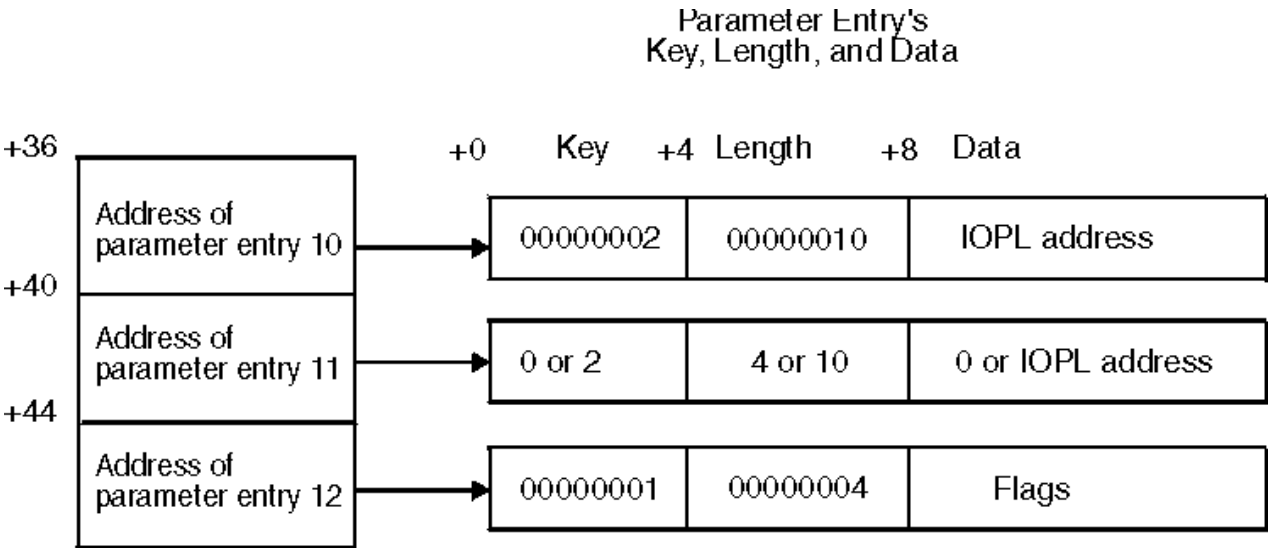 Parameter Entry's
Key, Length, and Data
+36
+0 Key +4 Length +8 Data
Address of
parameter entry 10
00000002 00000010 IOPL address
+40
Address of
parameter entry 11
0 or 2 4 or 10 0 or IOPL address
+44
Address of
parameter entry 12
00000001 00000004 Flags